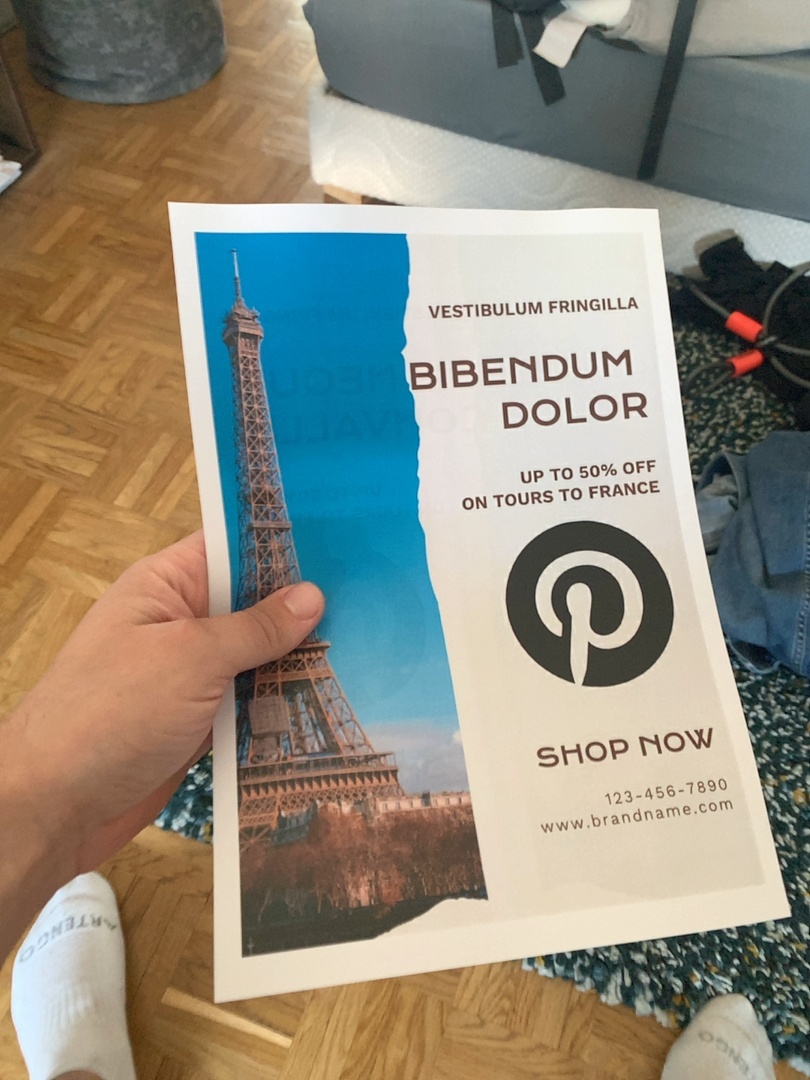 VESTIBULUM FRINGILLA
BIBENDUM
DOLOR
UP TO 50% OFF
ON TOURS TO FRANCE
SHOP NOW
123-456-7890
www.brandname.com
ARTENGO